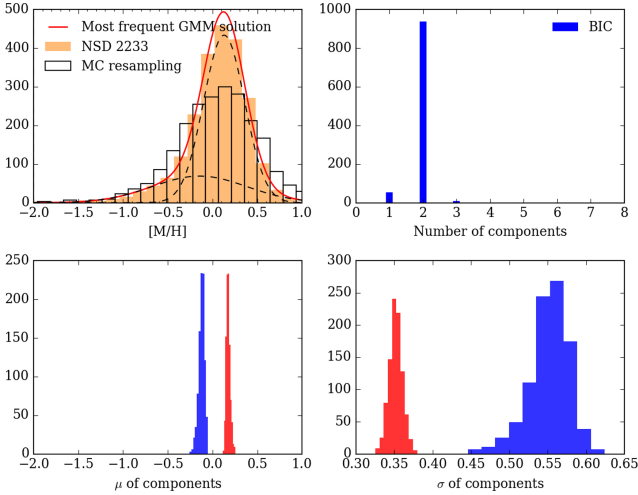 500
400
300
200
100
0
Most frequent GMM solution
NSD 2233
MC resampling
−2.0 −1.5 −1.0 −0.5 0.0 0.5 1.0
[M/H]
1000
800
600
400
200
0
BIC
0 1 2 3 4 5 6 7 8
Number of components
250
200
150
100
50
0
−2.0 −1.5 −1.0 −0.5 0.0 0.5 1.0
μ of components
300
250
200
150
100
50
0
0.30 0.35 0.40 0.45 0.50 0.55 0.60 0.65
σ of components